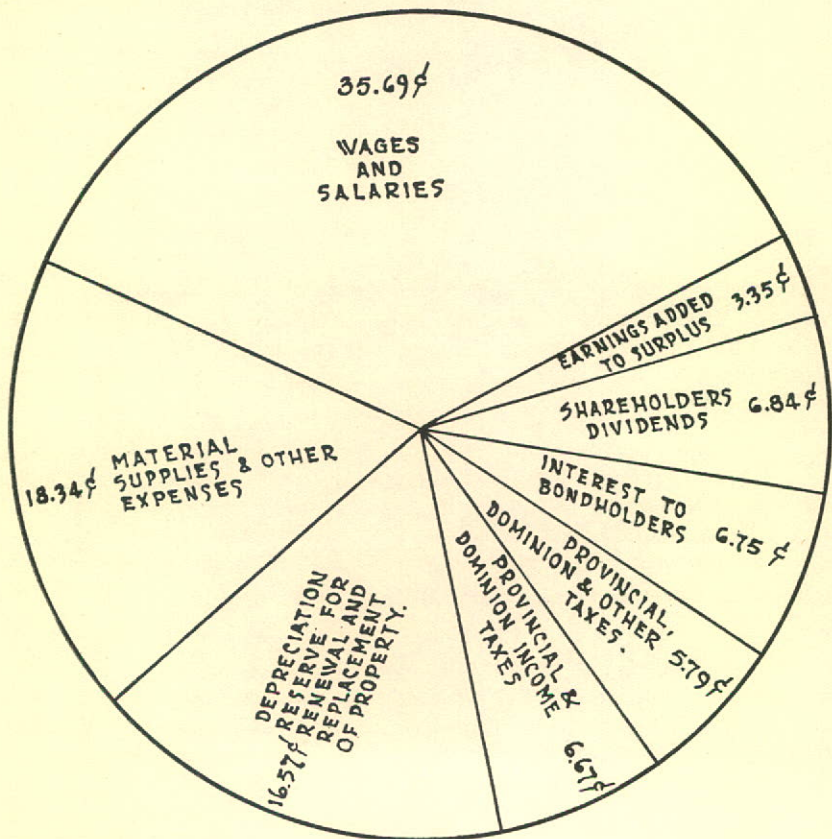 35.69¢
WAGES
AND
SALARIES
EARNINGS ADDED
TO SURPLUS
3.35¢
SHAREHOLDERS
DIVIDENDS
6.84¢
INTEREST TO
BONDHOLDERS
6.75 ¢
PROVINCIAL,
DOMINION & OTHER
TAXES.
5.79¢
PROVINCIAL &
DOMINION INCOME
TAXES
6.67¢
DEPRECIATION
RESERVE FOR
RENEWAL AND
REPLACEMENT
OF PROPERTY.
16.57¢
MATERIAL
SUPPLIES & OTHER
EXPENSES
18.34¢